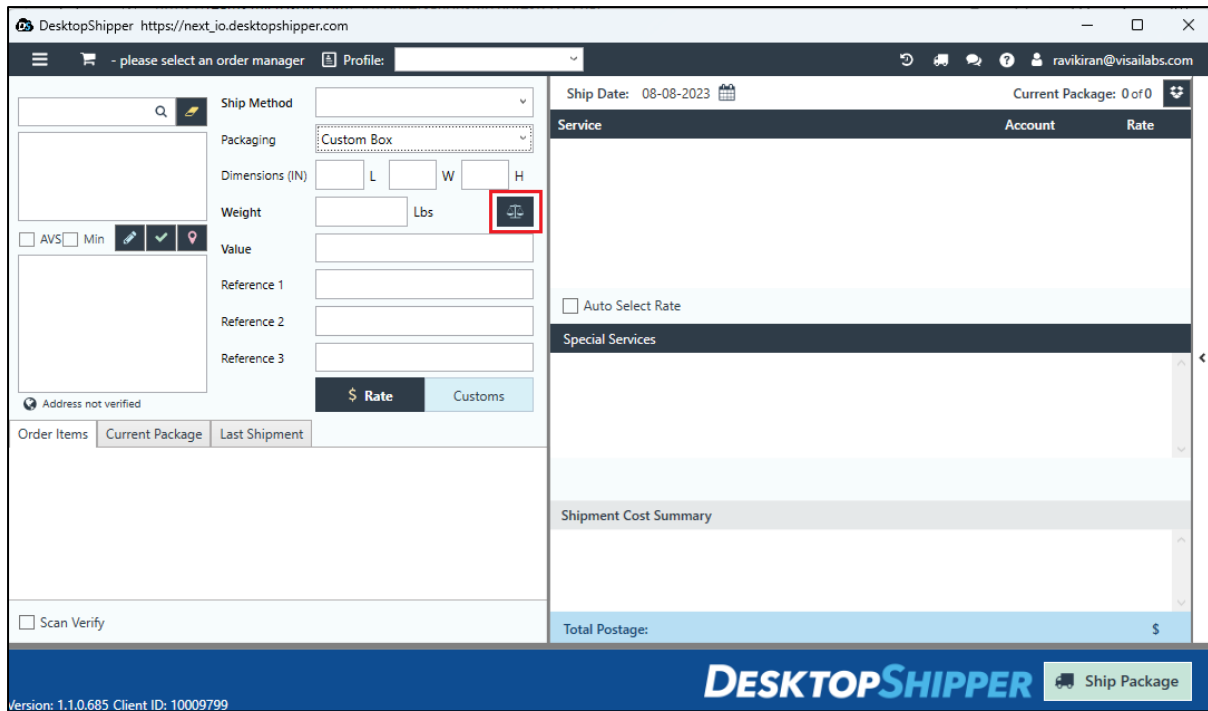 DS DesktopShipper https://next_io.desktopshipper.com
- please select an order manager Profile: ravikiran@visailabs.com
Ship Method
Packaging Custom Box
Dimensions (IN) L W H
Weight Lbs
AVS Min
Value
Reference 1
Reference 2
Reference 3
Address not verified
$ Rate Customs
Order Items Current Package Last Shipment
Scan Verify
Ship Date: 08-08-2023 Current Package: 0 of 0
Service Account Rate
Auto Select Rate
Special Services
Shipment Cost Summary
Total Postage: $
DESKTOPSHIPPER Ship Package
Version: 1.1.0.685 Client ID: 10009799